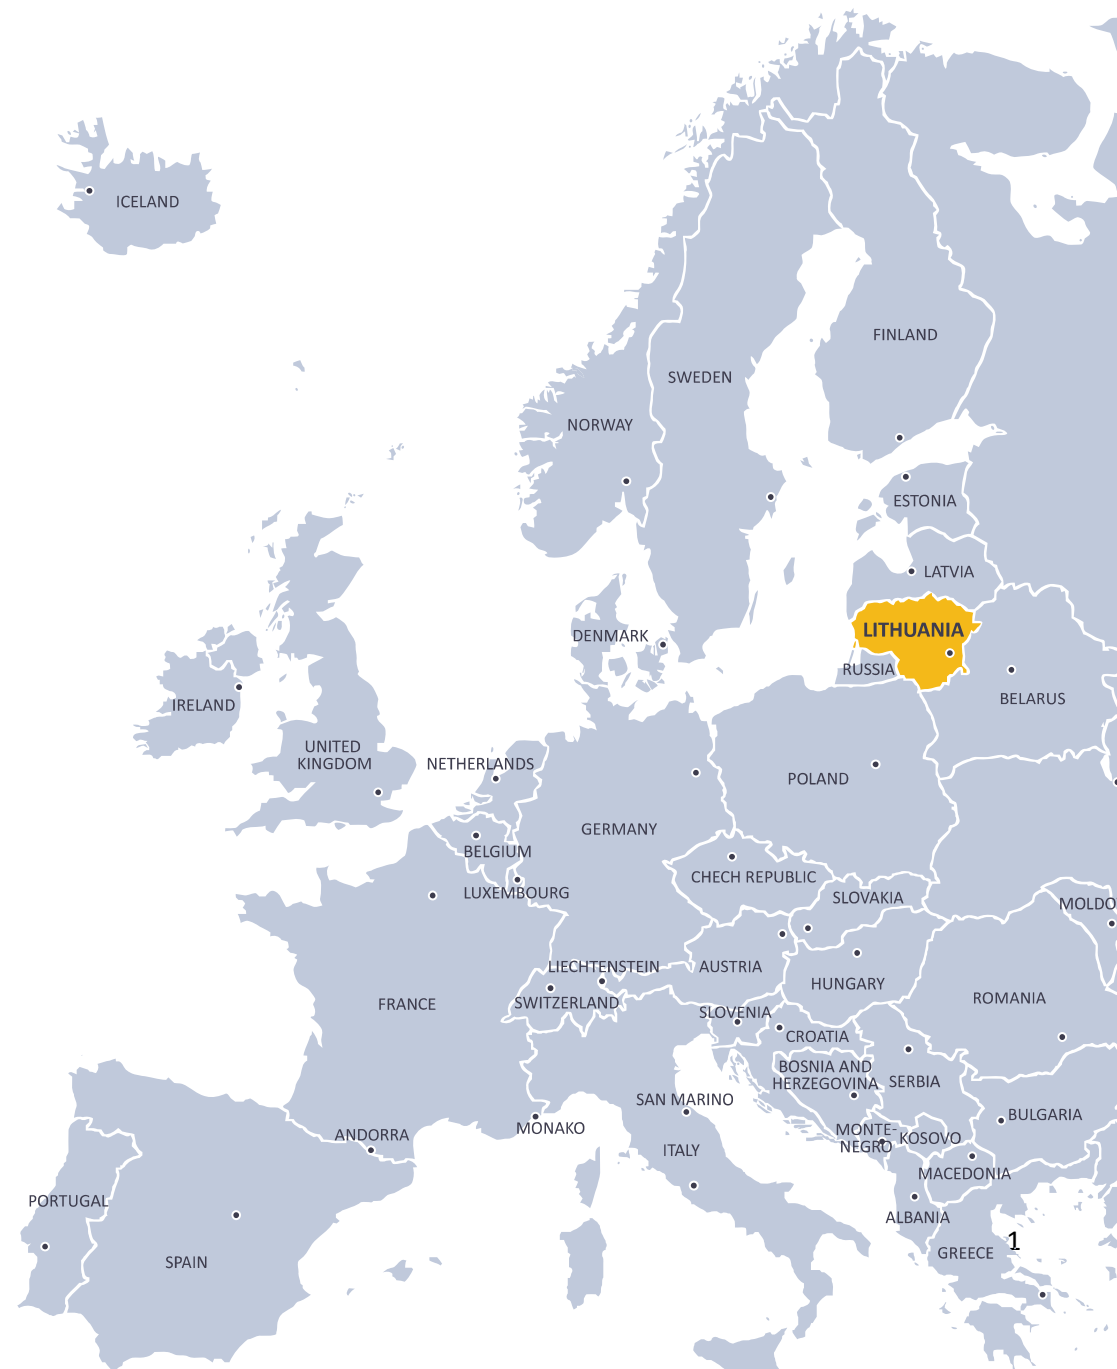 ICELAND
FINLAND
SWEDEN
NORWAY
ESTONIA
LATVIA
LITHUANIA
DENMARK
RUSSIA
BELARUS
IRELAND
UNITED
KINGDOM
NETHERLANDS
POLAND
GERMANY
BELGIUM
CHECH REPUBLIC
LUXEMBOURG
SLOVAKIA
MOLDO
LIECHTENSTEIN
AUSTRIA
HUNGARY
SWITZERLAND
ROMANIA
FRANCE
SLOVENIA
CROATIA
BOSNIA AND
HERZEGOVINA
SERBIA
SAN MARINO
BULGARIA
MONAKO
ANDORRA
MONTE-
NEGRO
KOSOVO
ITALY
MACEDONIA
PORTUGAL
ALBANIA
1
GREECE
SPAIN